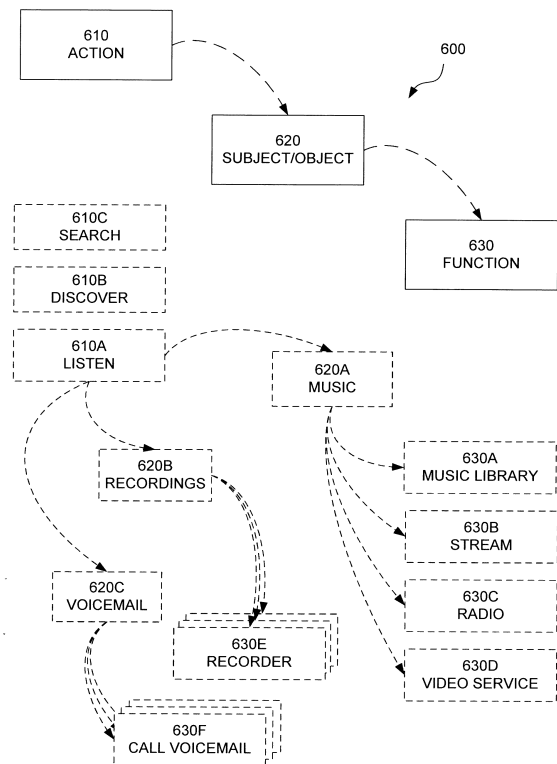 610
ACTION
600
620
SUBJECT/OBJECT
630
FUNCTION
610C
SEARCH
610B
DISCOVER
610A
LISTEN
620A
MUSIC
620B
RECORDINGS
630A
MUSIC LIBRARY
630B
STREAM
620C
VOICEMAIL
630C
RADIO
630E
RECORDER
630D
VIDEO SERVICE
630F
CALL VOICEMAIL